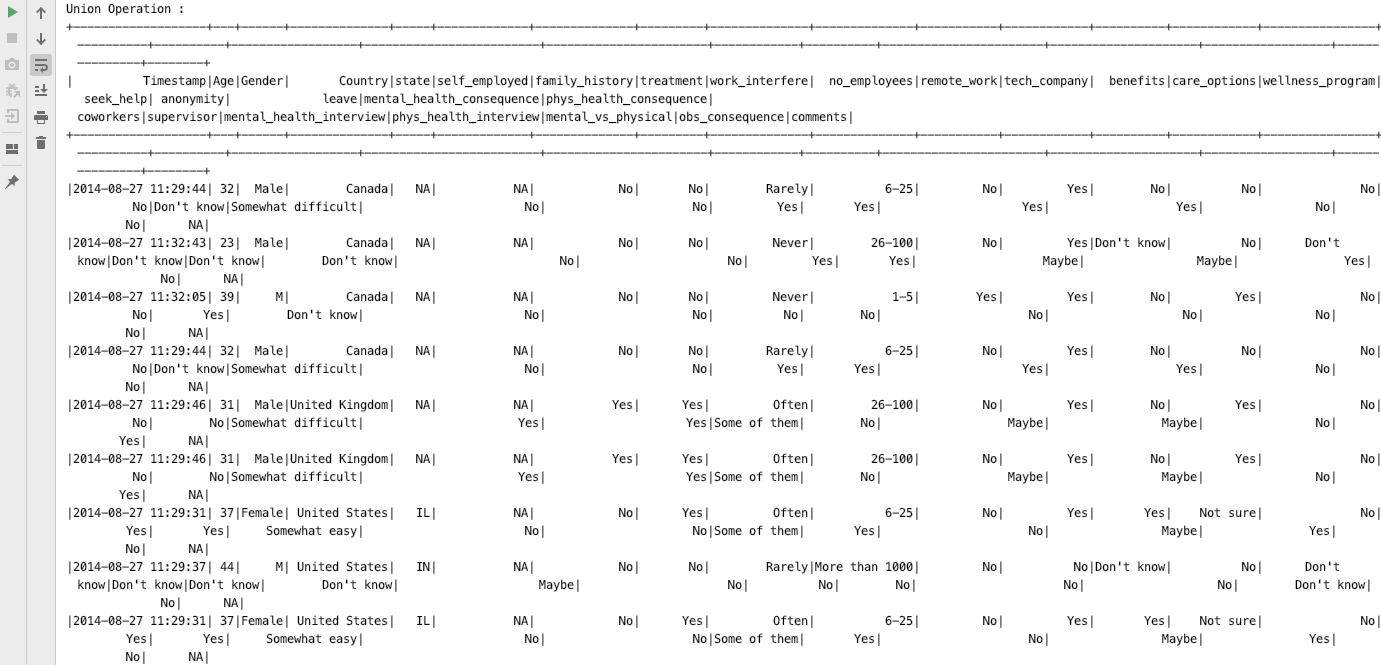 Union Operation :
+-------------------+---+------+--------------+-----+-------------+--------------+---------+--------------+--------------+-----------+------------+----------+------------+----------------+
----------+----------+------------------+-------------------------+-----------------------+------------+----------+-----------------------+---------------------+------------------+------
---------+--------+
| Timestamp|Age|Gender| Country|state|self_employed|family_history|treatment|work_interfere| no_employees|remote_work|tech_company| benefits|care_options|wellness_program|
seek_help| anonymity| leave|mental_health_consequence|phys_health_consequence|
coworkers|supervisor|mental_health_interview|phys_health_interview|mental_vs_physical|obs_consequence|comments|
+-------------------+---+------+--------------+-----+-------------+--------------+---------+--------------+--------------+-----------+------------+----------+------------+----------------+
----------+----------+------------------+-------------------------+-----------------------+------------+----------+-----------------------+---------------------+------------------+------
---------+--------+
|2014-08-27 11:29:44| 32| Male| Canada| NA| NA| No| No| Rarely| 6-25| No| Yes| No| No| No|
No|Don't know|Somewhat difficult| No| No| Yes| Yes| Yes| Yes| No|
No| NA|
|2014-08-27 11:32:43| 23| Male| Canada| NA| NA| No| No| Never| 26-100| No| Yes|Don't know| No| Don't
know|Don't know|Don't know| Don't know| No| No| Yes| Yes| Maybe| Maybe| Yes|
No| NA|
|2014-08-27 11:32:05| 39| M| Canada| NA| NA| No| No| Never| 1-5| Yes| Yes| No| Yes| No|
No| Yes| Don't know| No| No| No| No| No| No| No|
No| NA|
|2014-08-27 11:29:44| 32| Male| Canada| NA| NA| No| No| Rarely| 6-25| No| Yes| No| No| No|
No|Don't know|Somewhat difficult| No| No| Yes| Yes| Yes| Yes| No|
No| NA|
|2014-08-27 11:29:46| 31| Male|United Kingdom| NA| NA| Yes| Yes| Often| 26-100| No| Yes| No| Yes| No|
No| No|Somewhat difficult| Yes| Yes|Some of them| No| Maybe| Maybe| No|
Yes| NA|
|2014-08-27 11:29:46| 31| Male|United Kingdom| NA| NA| Yes| Yes| Often| 26-100| No| Yes| No| Yes| No|
No| No|Somewhat difficult| Yes| Yes|Some of them| No| Maybe| Maybe| No|
Yes| NA|
|2014-08-27 11:29:31| 37|Female| United States| IL| NA| No| Yes| Often| 6-25| No| Yes| Yes| Not sure| No|
Yes| Yes| Somewhat easy| No| No|Some of them| Yes| No| Maybe| Yes|
No| NA|
|2014-08-27 11:29:37| 44| M| United States| IN| NA| No| No| Rarely|More than 1000| No| No|Don't know| No| Don't
know|Don't know|Don't know| Don't know| Maybe| No| No| No| No| No| Don't know|
No| NA|
|2014-08-27 11:29:31| 37|Female| United States| IL| NA| No| Yes| Often| 6-25| No| Yes| Yes| Not sure| No|
Yes| Yes| Somewhat easy| No| No|Some of them| Yes| No| Maybe| Yes|
No| NA|